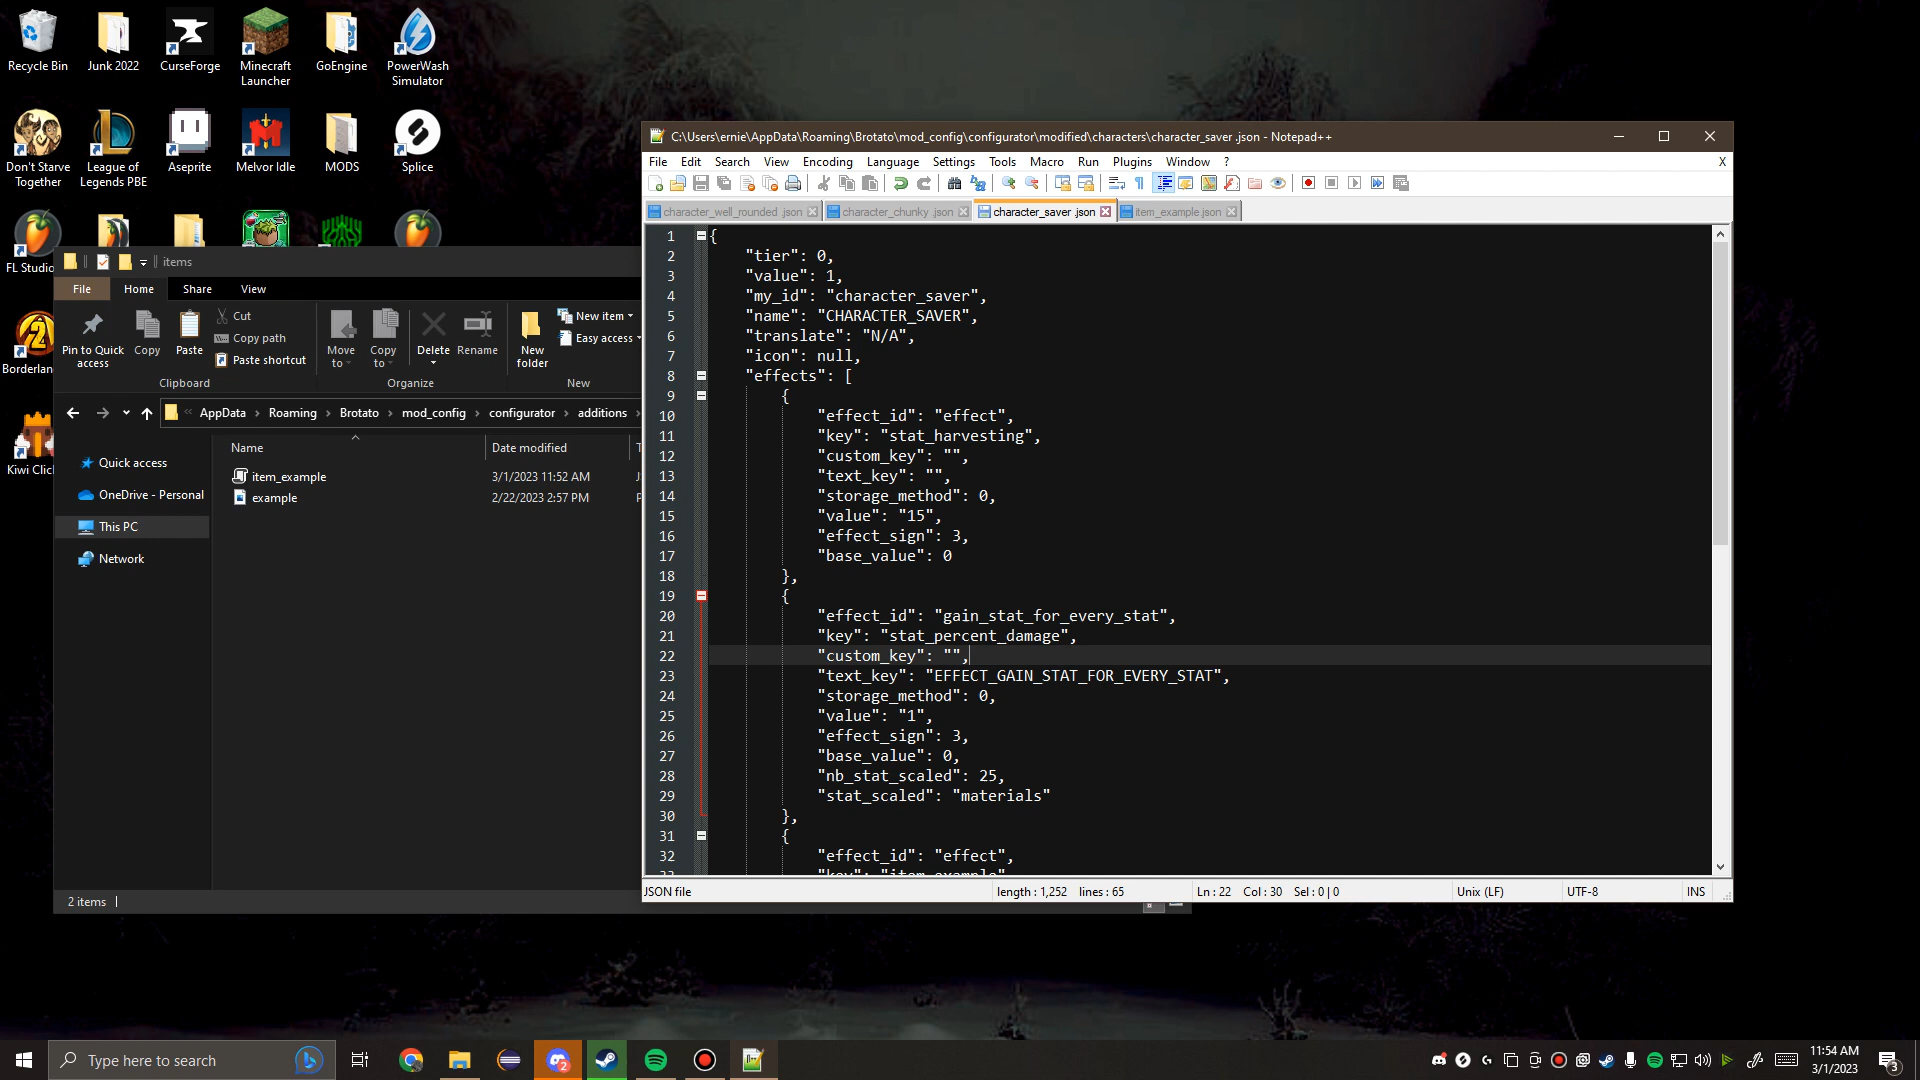 Recycle Bin
Junk 2022
CurseForge
Minecraft
Launcher
GoEngine
PowerWash
Simulator
Don't Starve
Together
League of
Legends PBE
Aseprite
Melvor Idle
MODS
Splice
FL Studio
Borderlan
Kiwi Clic
items
File
Home
Share
View
Pin to Quick
access
Copy
Paste
Cut
Copy path
Paste shortcut
Clipboard
Move
to
Copy
to
Delete
Rename
Organize
New
folder
New item
Easy access
New
AppData > Roaming > Brotato > mod_config > configurator > additions >
Name
Date modified
Quick access
OneDrive - Personal
This PC
Network
item_example 3/1/2023 11:52 AM
example 2/22/2023 2:57 PM
2 items
C:\Users\ernie\AppData\Roaming\Brotato\mod_config\configurator\modified\characters\character_saver .json - Notepad++
File Edit Search View Encoding Language Settings Tools Macro Run Plugins Window ? X
character_well_rounded .json
character_chunky .json
character_saver .json
item_example.json
1 {
2 "tier": 0,
3 "value": 1,
4 "my_id": "character_saver",
5 "name": "CHARACTER_SAVER",
6 "translate": "N/A",
7 "icon": null,
8 "effects": [
9 {
10 "effect_id": "effect",
11 "key": "stat_harvesting",
12 "custom_key": "",
13 "text_key": "",
14 "storage_method": 0,
15 "value": "15",
16 "effect_sign": 3,
17 "base_value": 0
18 },
19 {
20 "effect_id": "gain_stat_for_every_stat",
21 "key": "stat_percent_damage",
22 "custom_key": "",
23 "text_key": "EFFECT_GAIN_STAT_FOR_EVERY_STAT",
24 "storage_method": 0,
25 "value": "1",
26 "effect_sign": 3,
27 "base_value": 0,
28 "nb_stat_scaled": 25,
29 "stat_scaled": "materials"
30 },
31 {
32 "effect_id": "effect",
33 "key": "item_example"
JSON file
length : 1,252 lines : 65
Ln : 22 Col : 30 Sel : 0 | 0
Unix (LF)
UTF-8
INS
Type here to search
2
11:54 AM
3/1/2023
3